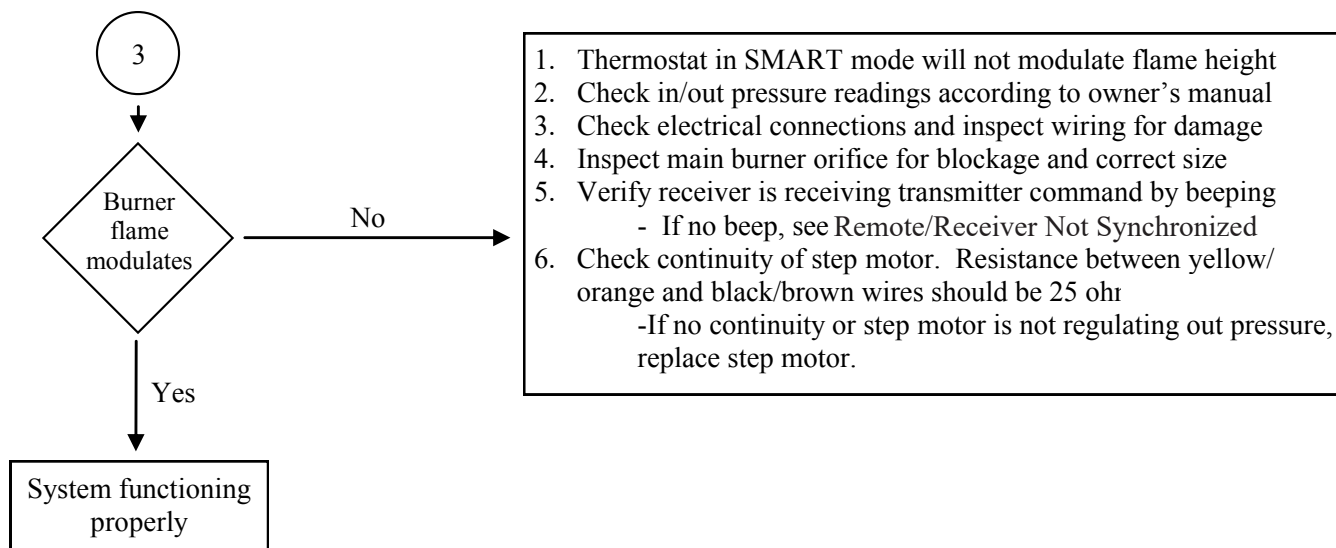 3
Burner
flame
modulates
No
Yes
System functioning
properly
1. Thermostat in SMART mode will not modulate flame height
2. Check in/out pressure readings according to owner’s manual
3. Check electrical connections and inspect wiring for damage
4. Inspect main burner orifice for blockage and correct size
5. Verify receiver is receiving transmitter command by beeping
- If no beep, see Remote/Receiver Not Synchronized
6. Check continuity of step motor. Resistance between yellow/
orange and black/brown wires should be 25
-If no continuity or step motor is not regulating out pressure,
replace step motor.